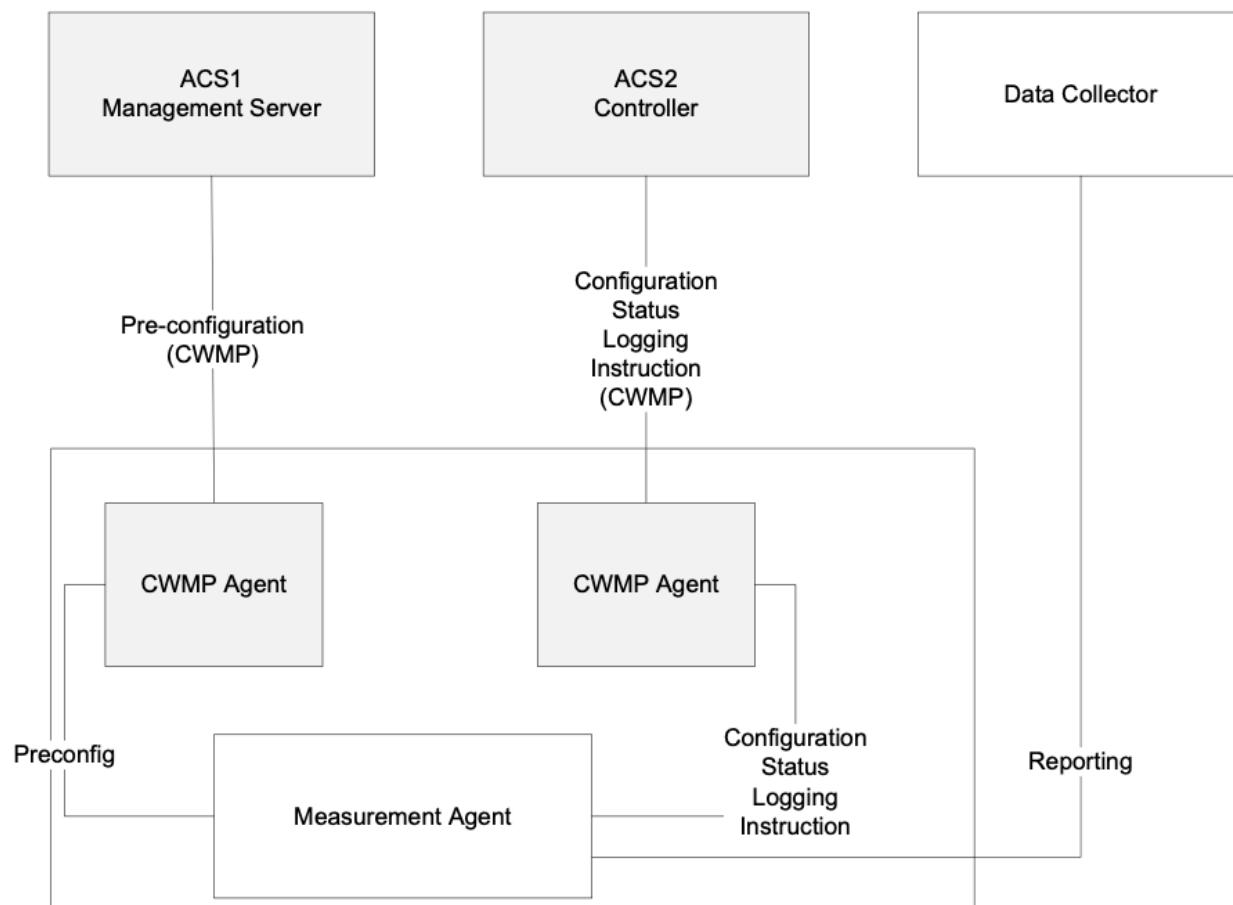 ACS1
Management Server
ACS2
Controller
Data Collector
Pre-configuration
(CWMP)
Configuration
Status
Logging
Instruction
(CWMP)
CWMP Agent
CWMP Agent
Preconfig
Measurement Agent
Configuration
Status
Logging
Instruction
Reporting